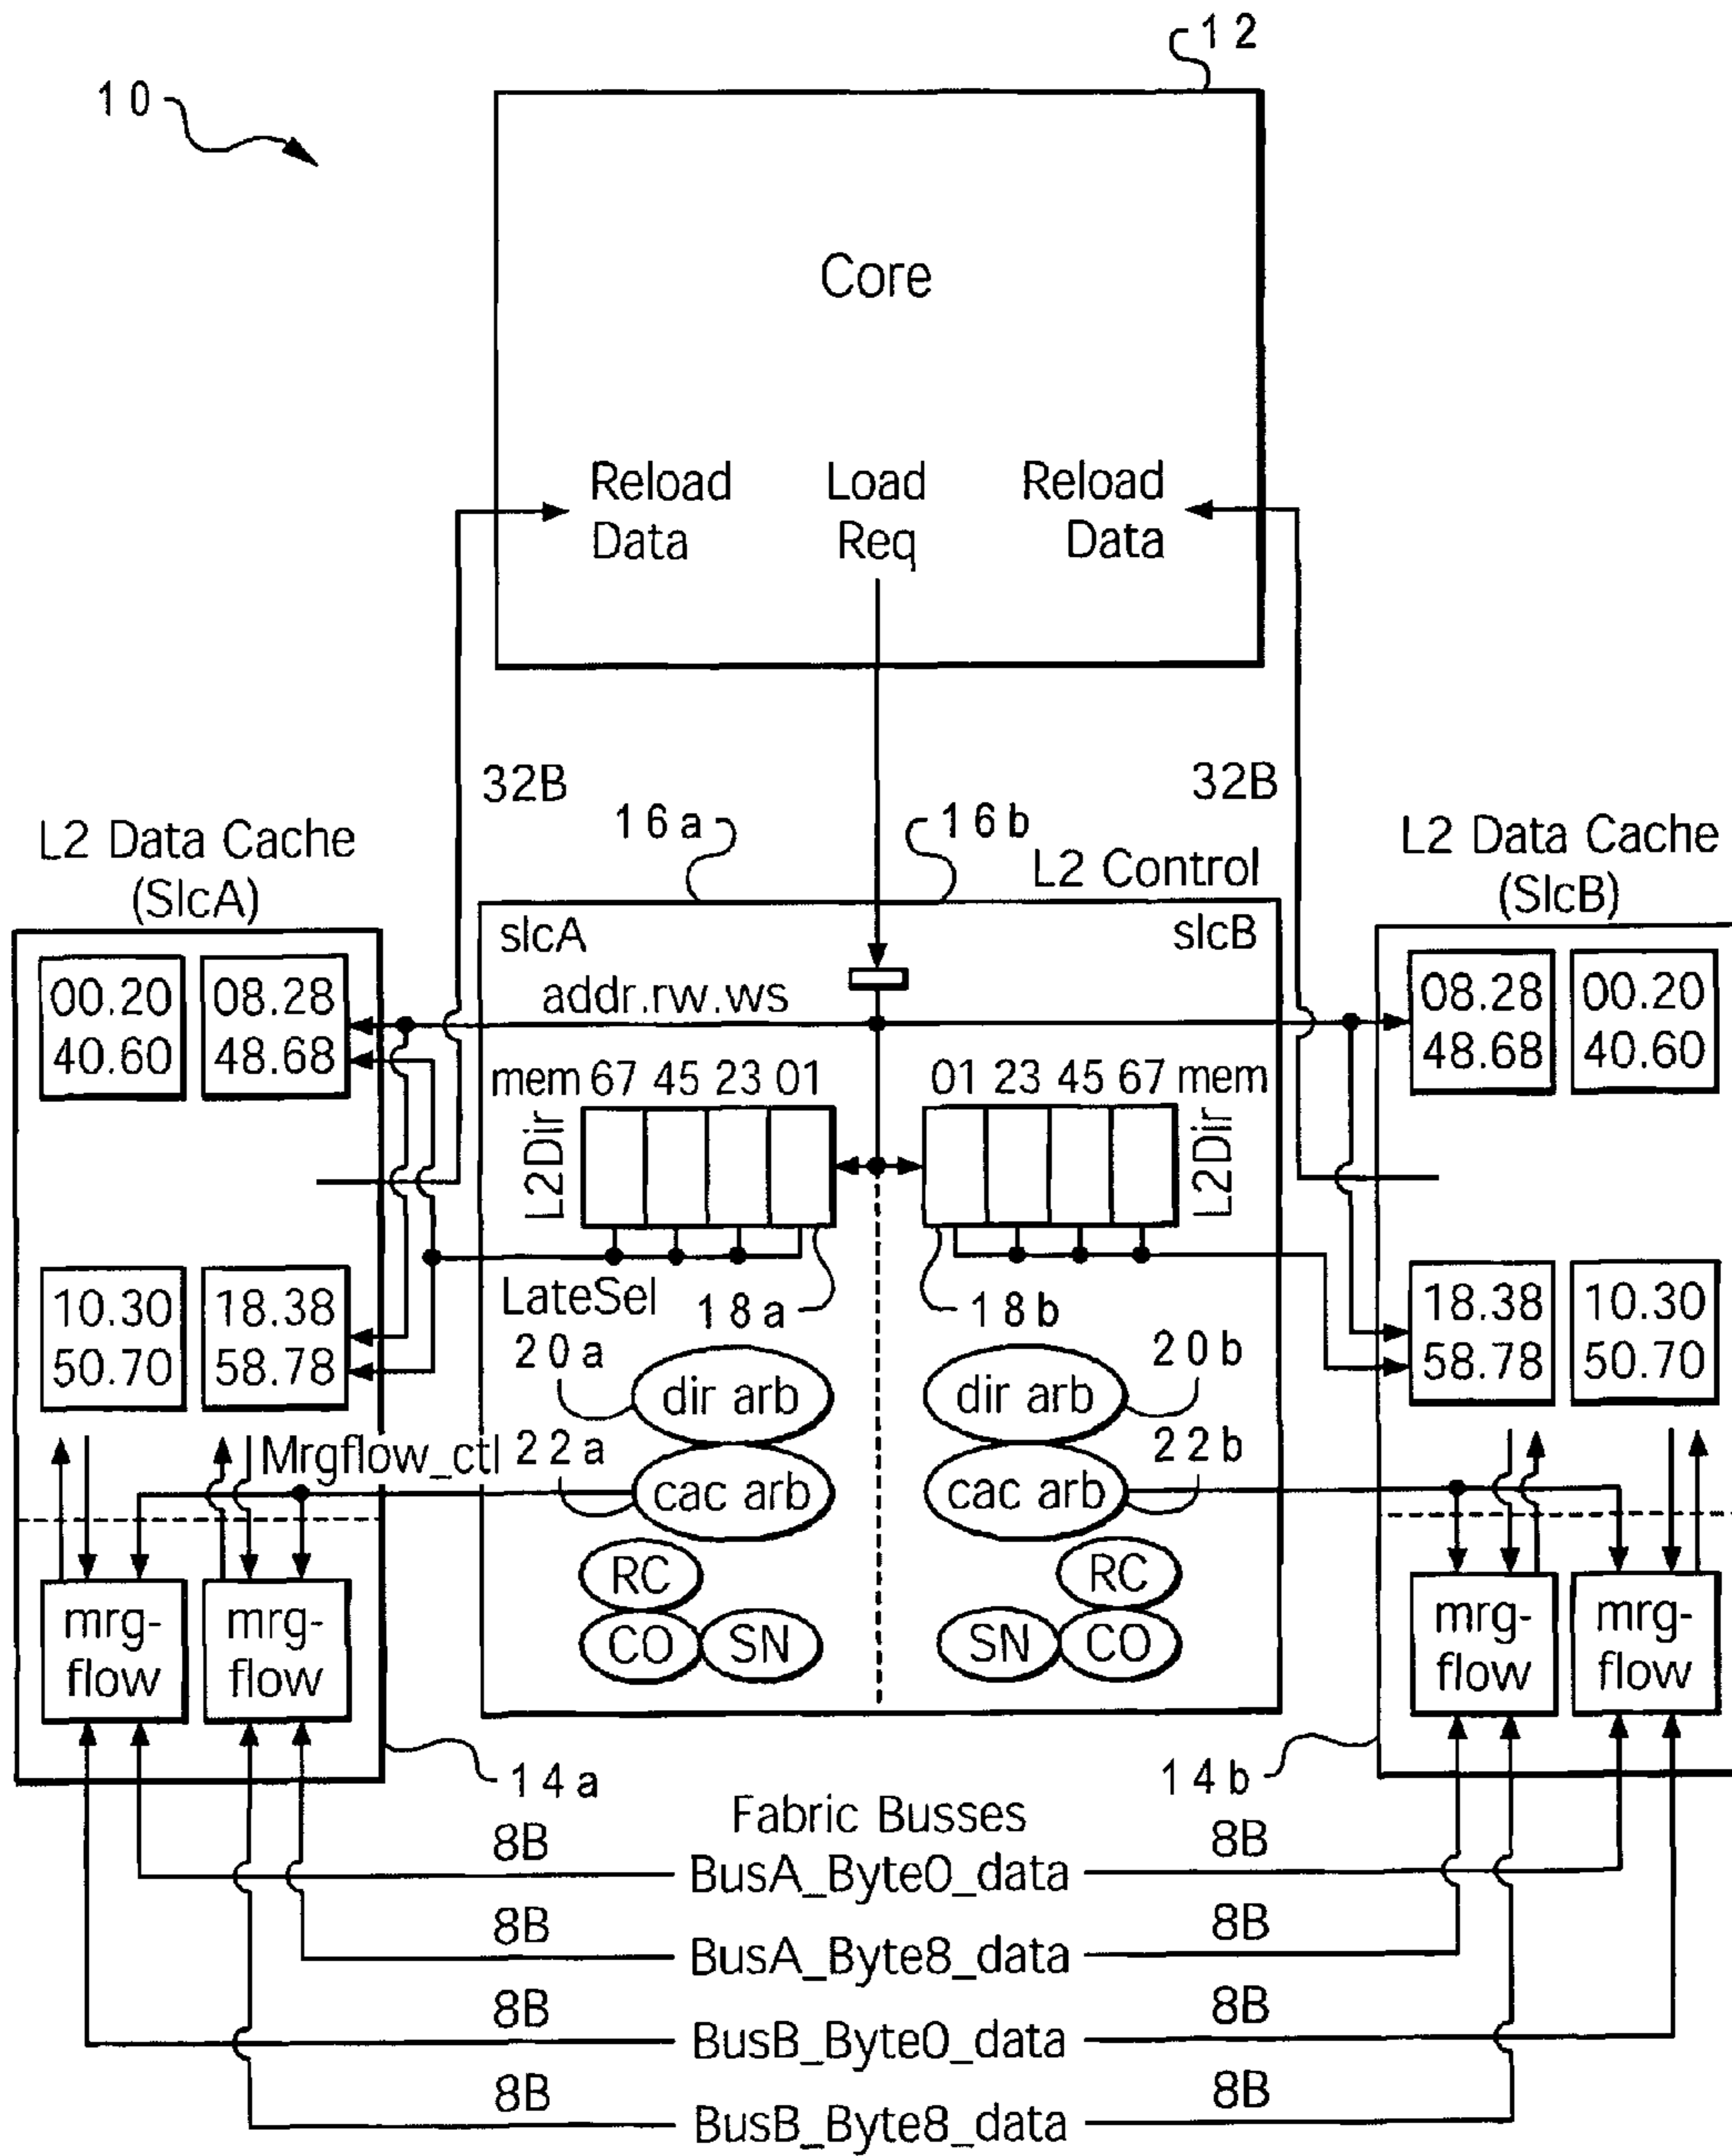 10
12
Core
Reload Data
Load Req
Reload Data
32B
32B
16a
16b
L2 Data Cache (SlcA)
L2 Control
L2 Data Cache (SlcB)
slcA
slcB
00.20 40.60
08.28 48.68
addr.rw.ws
08.28 48.68
00.20 40.60
mem 67 45 23 01
01 23 45 67 mem
L2Dir
L2Dir
10.30 50.70
18.38 58.78
LateSel
18a
18b
18.38 58.78
10.30 50.70
20a
dir arb
dir arb
20b
Mrgflow_ctl
22a
cac arb
cac arb
22b
RC
RC
CO
SN
SN
CO
mrg-flow
mrg-flow
mrg-flow
mrg-flow
14a
14b
Fabric Busses
8B BusA_Byte0_data 8B
8B BusA_Byte8_data 8B
8B BusB_Byte0_data 8B
8B BusB_Byte8_data 8B